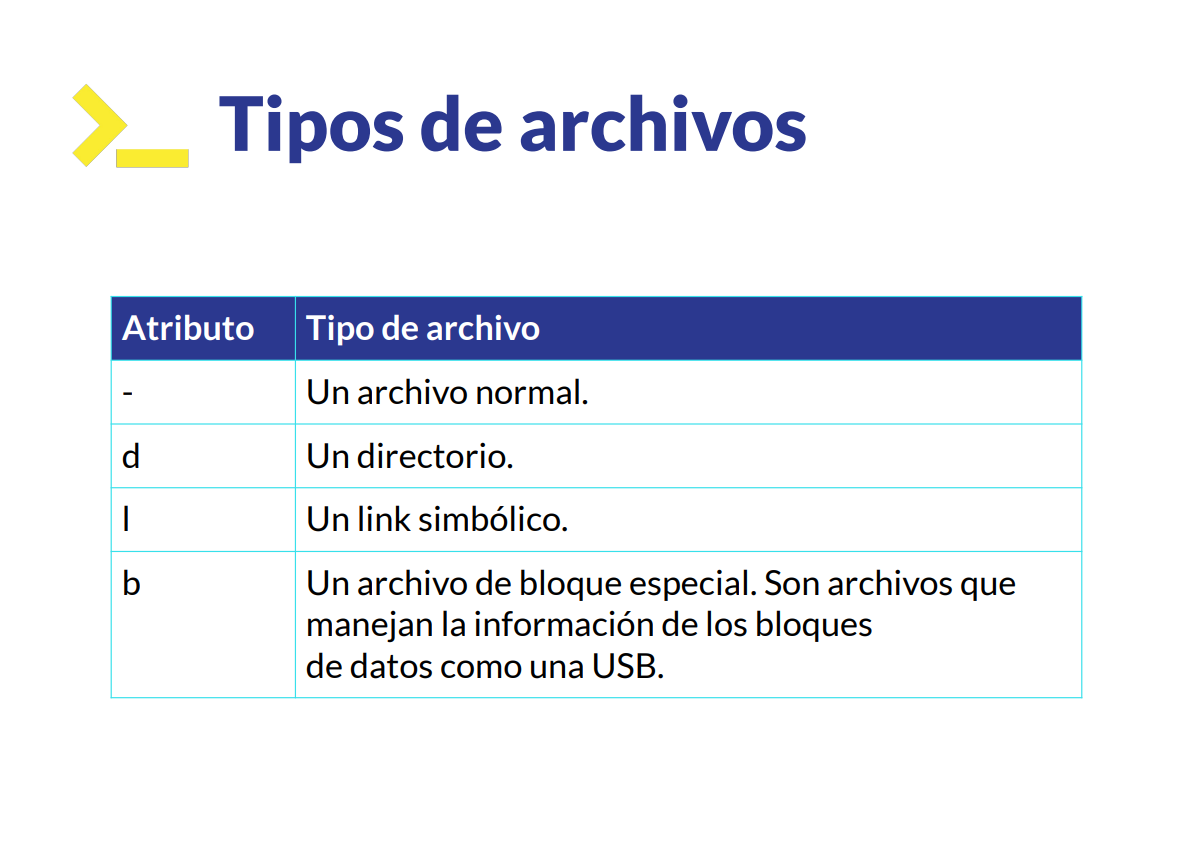 Tipos de archivos
Atributo Tipo de archivo
- Un archivo normal.
d Un directorio.
l Un link simbólico.
b Un archivo de bloque especial. Son archivos que
manejan la información de los bloques
de datos como una USB.